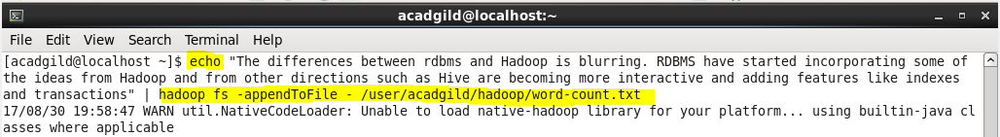 acadgild@localhost:~
File Edit View Search Terminal Help
[acadgild@localhost ~]$ echo "The differences between rdbms and Hadoop is blurring. RDBMS have started incorporating some of
the ideas from Hadoop and from other directions such as Hive are becoming more interactive and adding features like indexes
and transactions" | hadoop fs -appendToFile - /user/acadgild/hadoop/word-count.txt
17/08/30 19:58:47 WARN util.NativeCodeLoader: Unable to load native-hadoop library for your platform... using builtin-java cl
asses where applicable